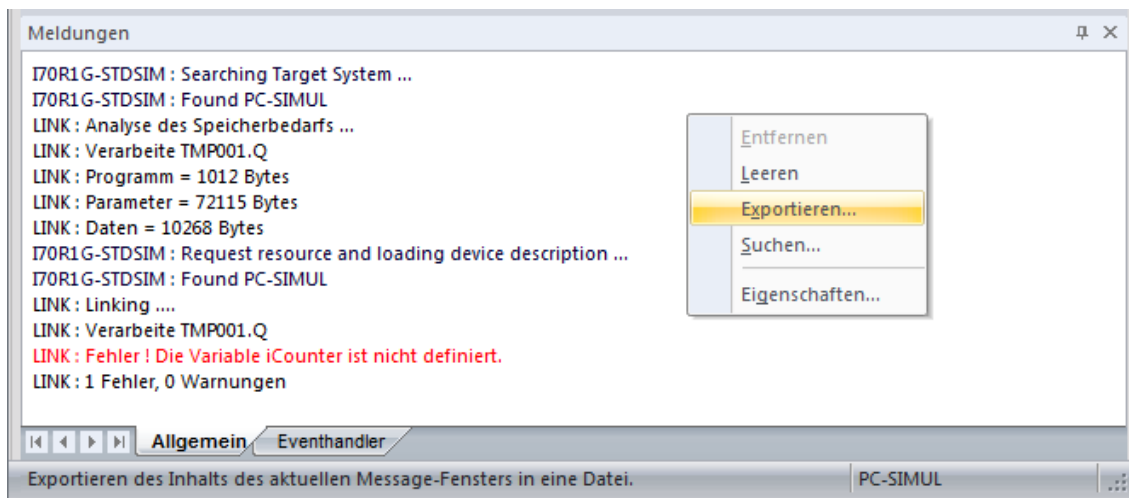 Meldungen
I70R1G-STDSIM : Searching Target System ...
I70R1G-STDSIM : Found PC-SIMUL
LINK : Analyse des Speicherbedarfs ...
LINK : Verarbeite TMP001.Q
LINK : Programm = 1012 Bytes
LINK : Parameter = 72115 Bytes
LINK : Daten = 10268 Bytes
I70R1G-STDSIM : Request resource and loading device description ...
I70R1G-STDSIM : Found PC-SIMUL
LINK : Linking ....
LINK : Verarbeite TMP001.Q
LINK : Fehler ! Die Variable iCounter ist nicht definiert.
LINK : 1 Fehler, 0 Warnungen
Entfernen
Leeren
Exportieren...
Suchen...
Eigenschaften...
Allgemein Eventhandler
Exportieren des Inhalts des aktuellen Message-Fensters in eine Datei. PC-SIMUL